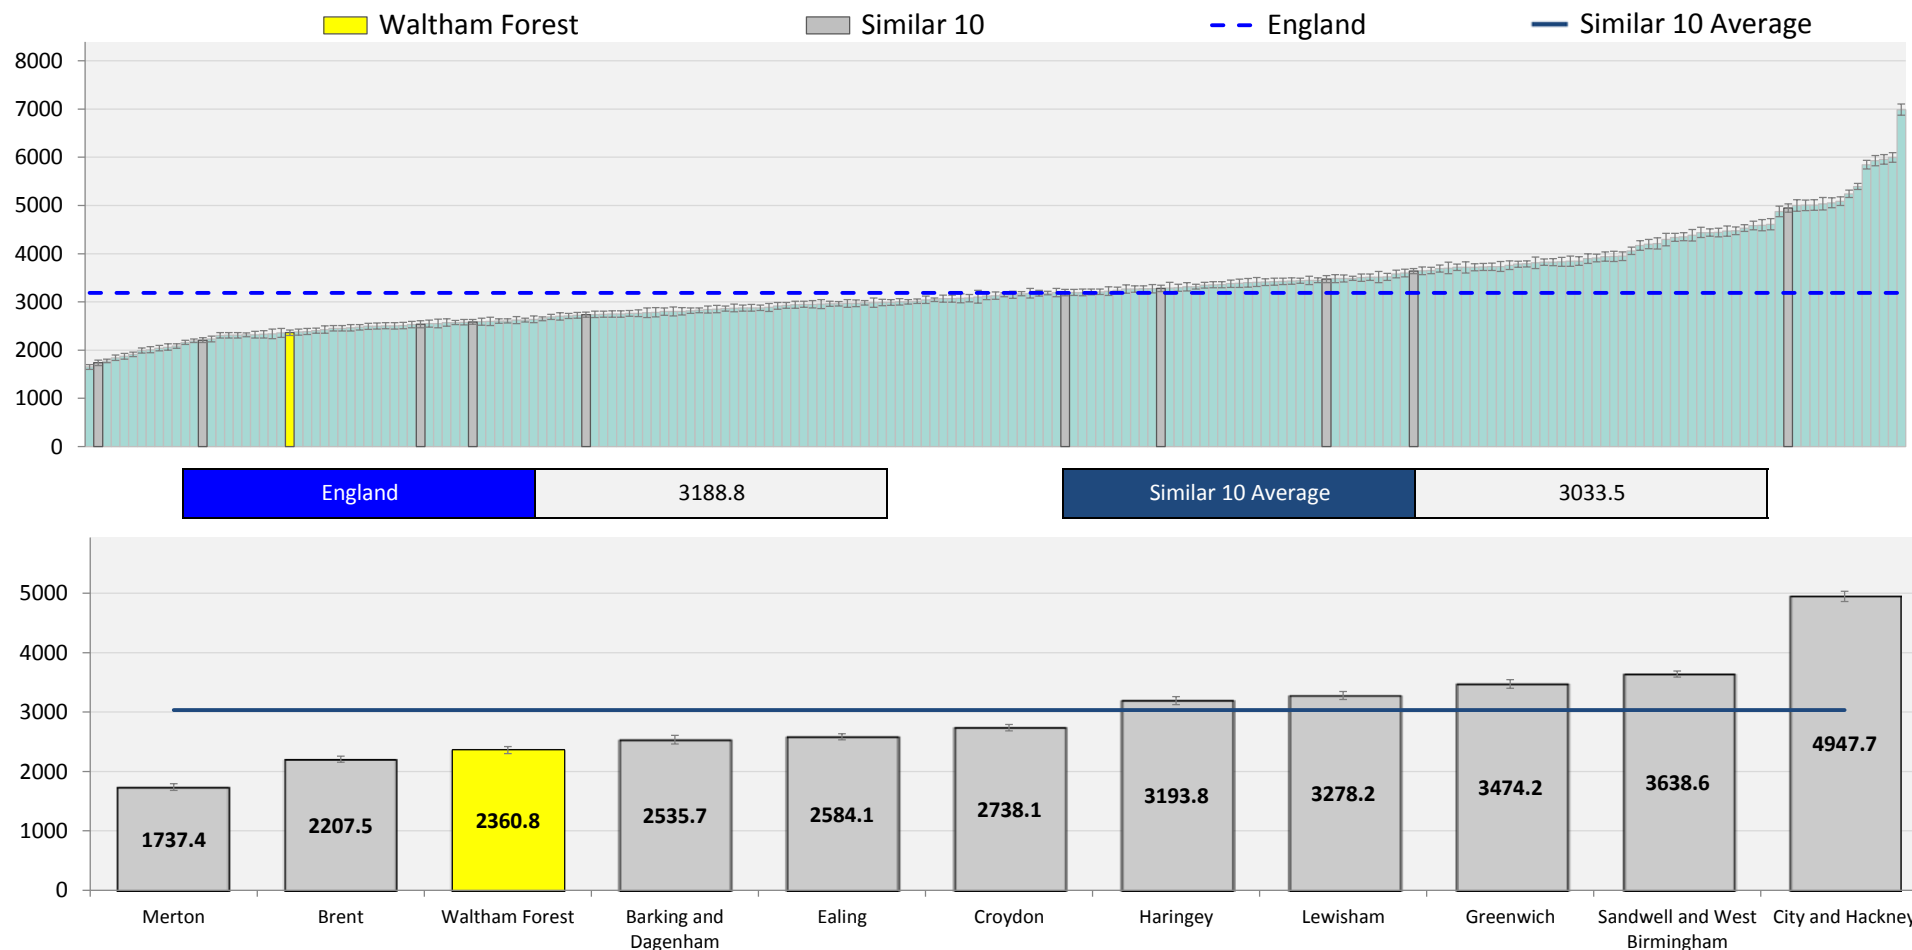 Waltham Forest
Similar 10
England
Similar 10 Average
8000
7000
6000
5000
4000
3000
2000
1000
0
England
3188.8
Similar 10 Average
3033.5
5000
4000
3000
2000
1000
0
1737.4
2207.5
2360.8
2535.7
2584.1
2738.1
3193.8
3278.2
3474.2
3638.6
4947.7
Merton
Brent
Waltham Forest
Barking and
Dagenham
Ealing
Croydon
Haringey
Lewisham
Greenwich
Sandwell and West
Birmingham
City and Hackney